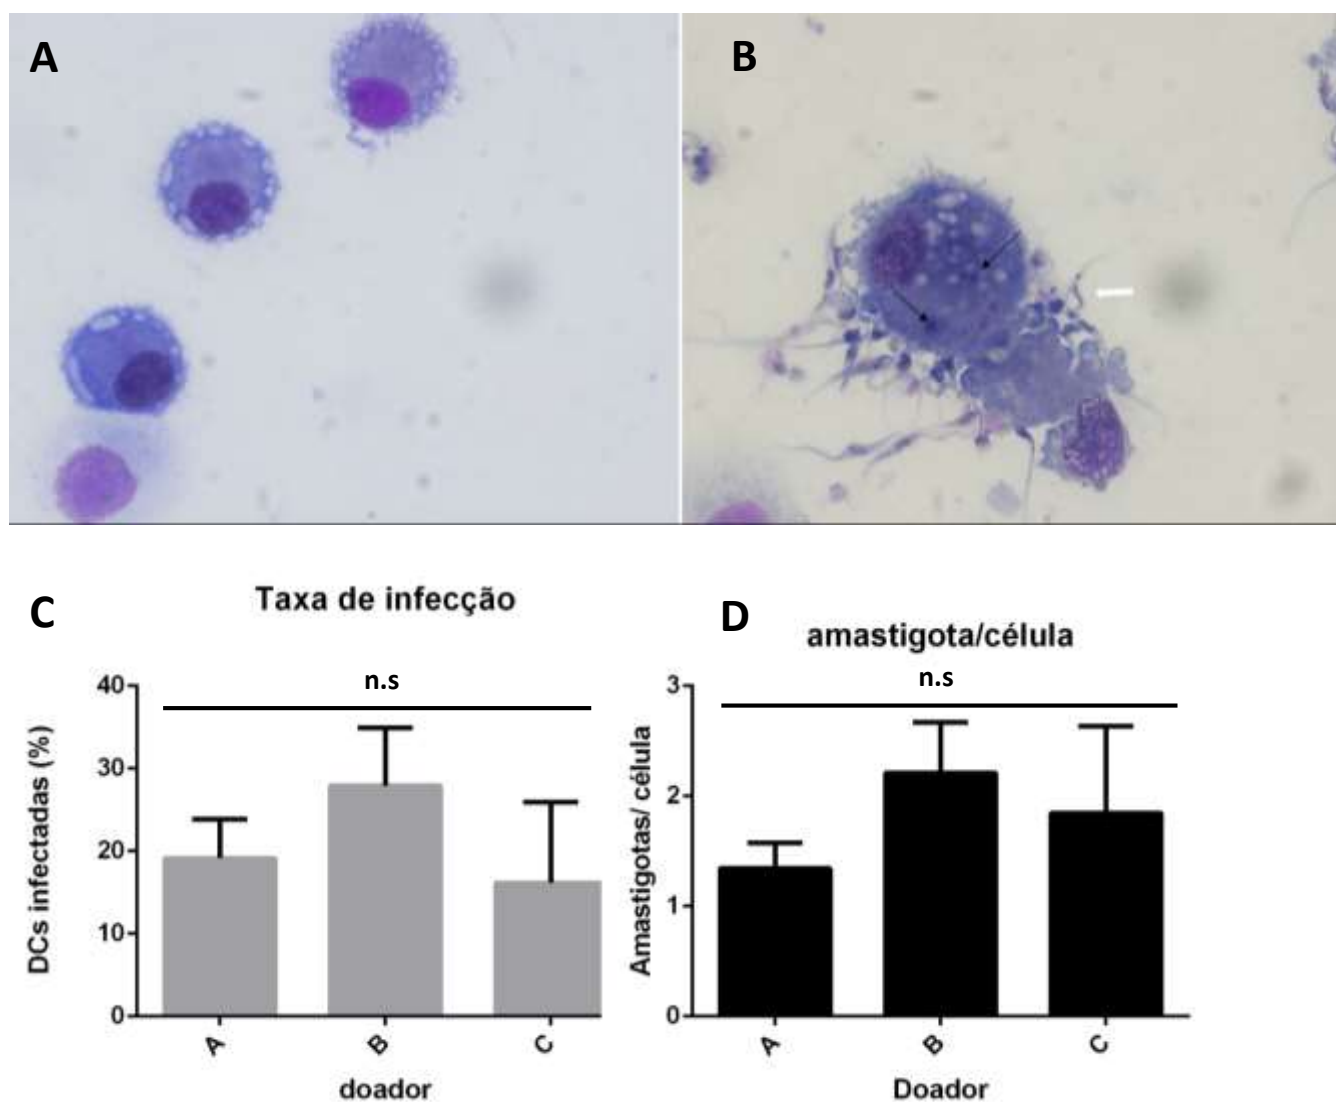 A
B
C
Taxa de infecção
D
amastigota/célula
n.s
n.s
40
30
20
10
0
DCs infectadas (%)
A
B
C
doador
3
2
1
0
Amastigotas/ célula
A
B
C
Doador